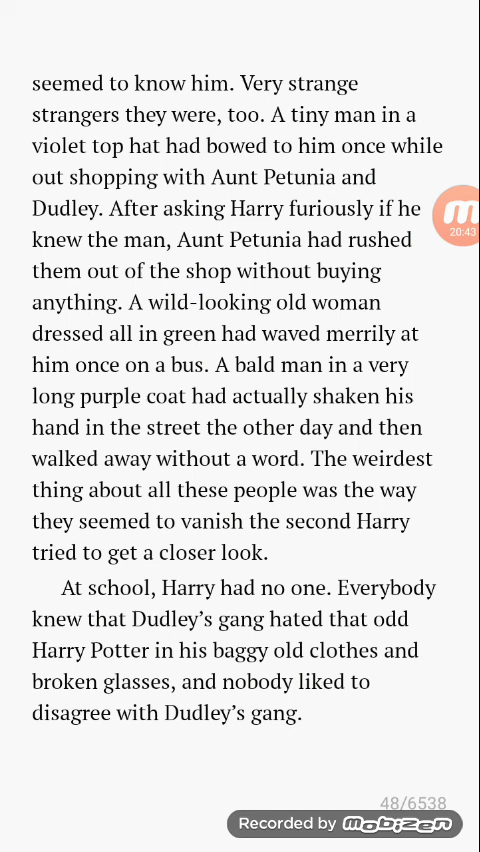 seemed to know him. Very strange
strangers they were, too. A tiny man in a
violet top hat had bowed to him once while
out shopping with Aunt Petunia and
Dudley. After asking Harry furiously if he
knew the man, Aunt Petunia had rushed
them out of the shop without buying
anything. A wild-looking old woman
dressed all in green had waved merrily at
him once on a bus. A bald man in a very
long purple coat had actually shaken his
hand in the street the other day and then
walked away without a word. The weirdest
thing about all these people was the way
they seemed to vanish the second Harry
tried to get a closer look.
At school, Harry had no one. Everybody
knew that Dudley’s gang hated that odd
Harry Potter in his baggy old clothes and
broken glasses, and nobody liked to
disagree with Dudley’s gang.
20:43
48/6538
Recorded by mobizen